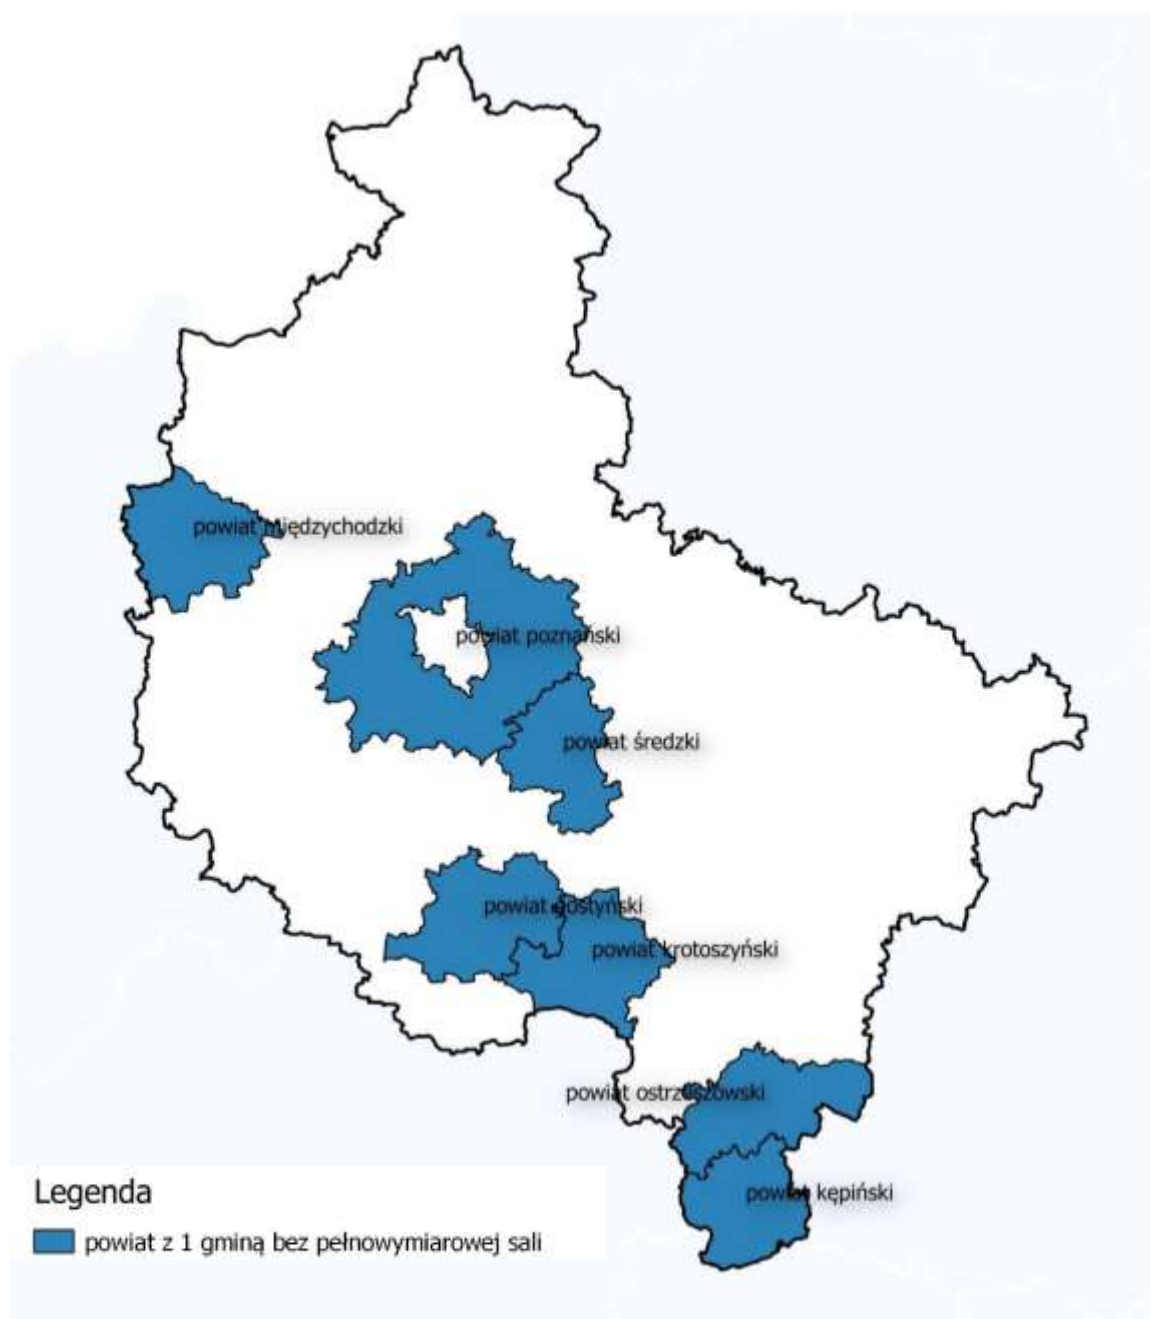 powiat Międzychodzki
powiat poznański
powiat średzki
powiat gostyński
powiat krotoszyński
powiat ostrzeszowski
powiat kępiński
Legenda
powiat z 1 gminą bez pełnowymiarowej sali